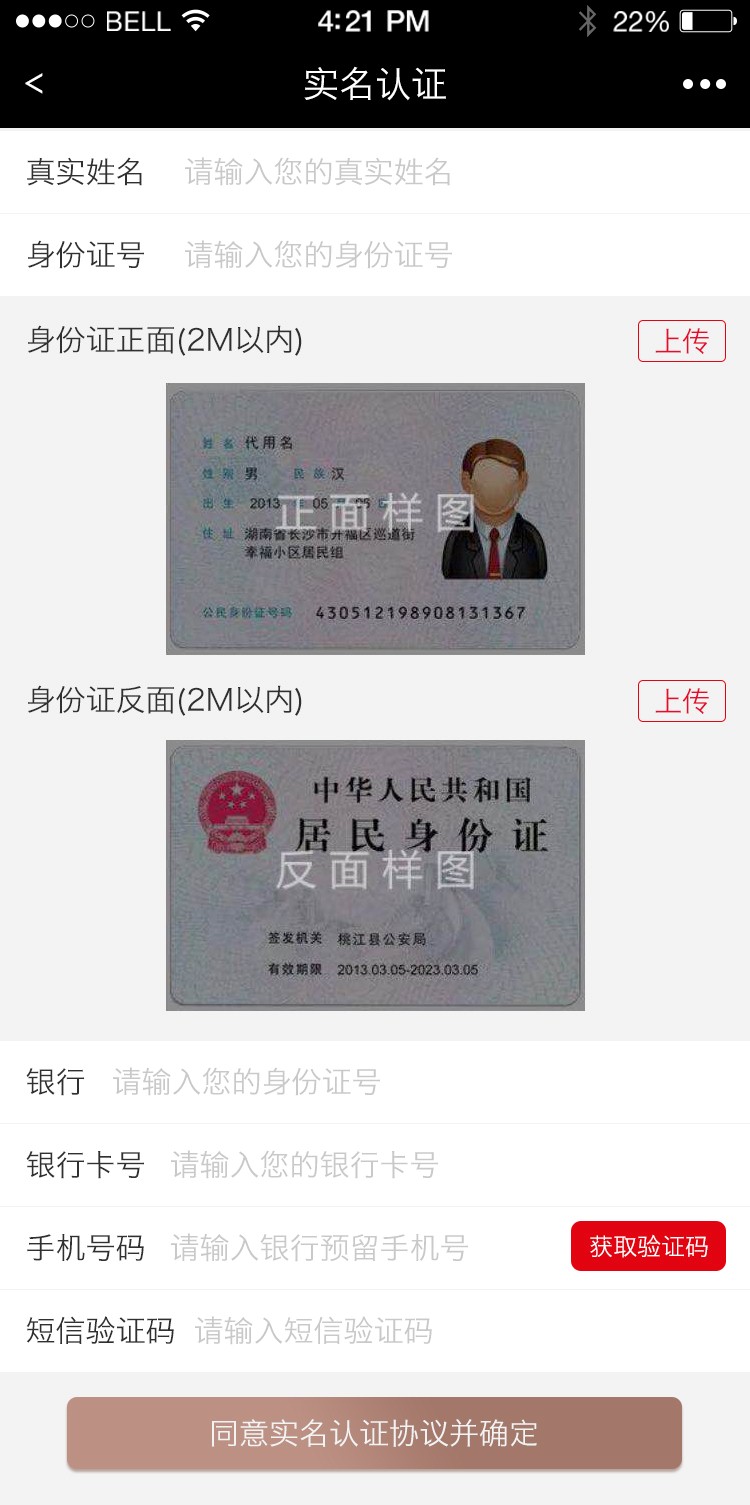 BELL 4:21 PM 22%
< 实名认证
真实姓名 请输入您的真实姓名
身份证号 请输入您的身份证号
身份证正面(2M以内) 上传
姓名 代用名
性别 男 民族 汉
出生 2013 05 05
正面样图
住址 湖南省长沙市开福区巡道街
幸福小区居民组
公民身份证号码 430512198908131367
身份证反面(2M以内) 上传
中华人民共和国
居民身份证
反面样图
签发机关 桃江县公安局
有效期限 2013.03.05-2023.03.05
银行 请输入您的身份证号
银行卡号 请输入您的银行卡号
手机号码 请输入银行预留手机号 获取验证码
短信验证码 请输入短信验证码
同意实名认证协议并确定